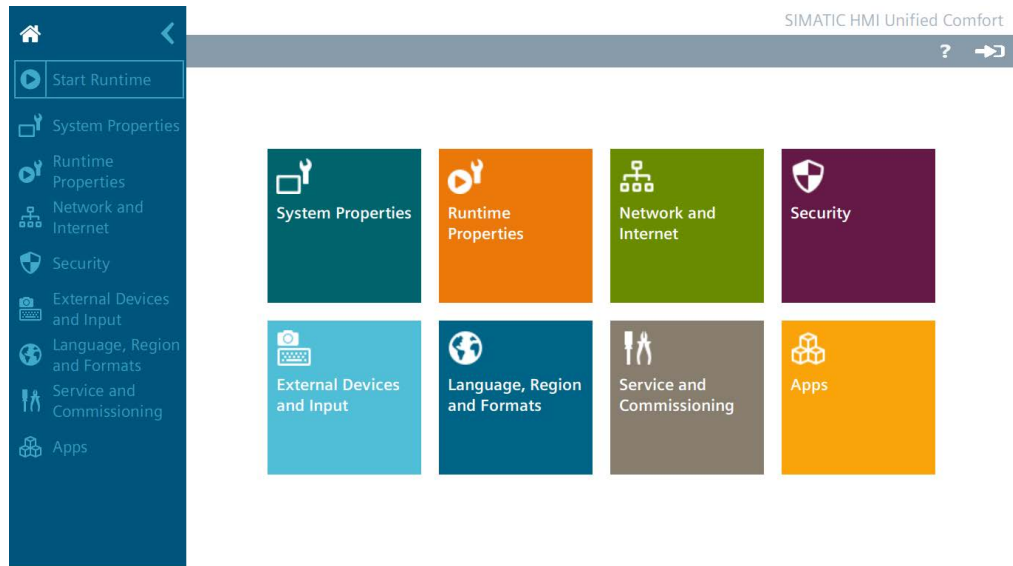 SIMATIC HMI Unified Comfort
?
Start Runtime
System Properties
Runtime
Properties
Network and
Internet
Security
External Devices
and Input
Language, Region
and Formats
Service and
Commissioning
Apps
System Properties
Runtime
Properties
Network and
Internet
Security
External Devices
and Input
Language, Region
and Formats
Service and
Commissioning
Apps